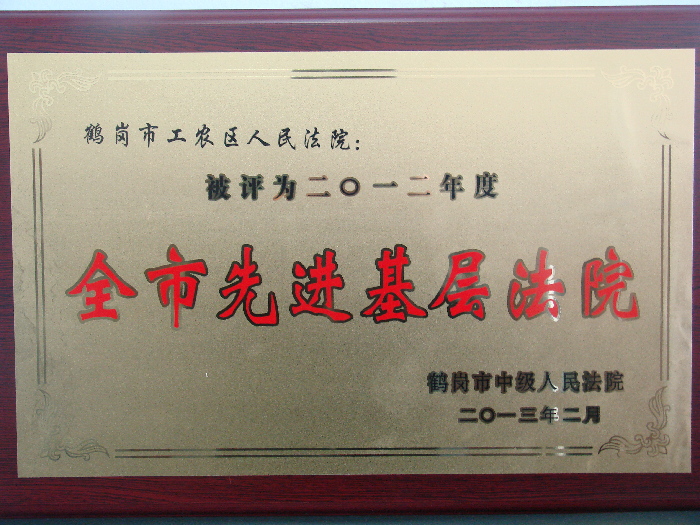 鹤岗市工农区人民法院：
被评为二〇一二年度
全市先进基层法院
鹤岗市中级人民法院
二〇一三年二月